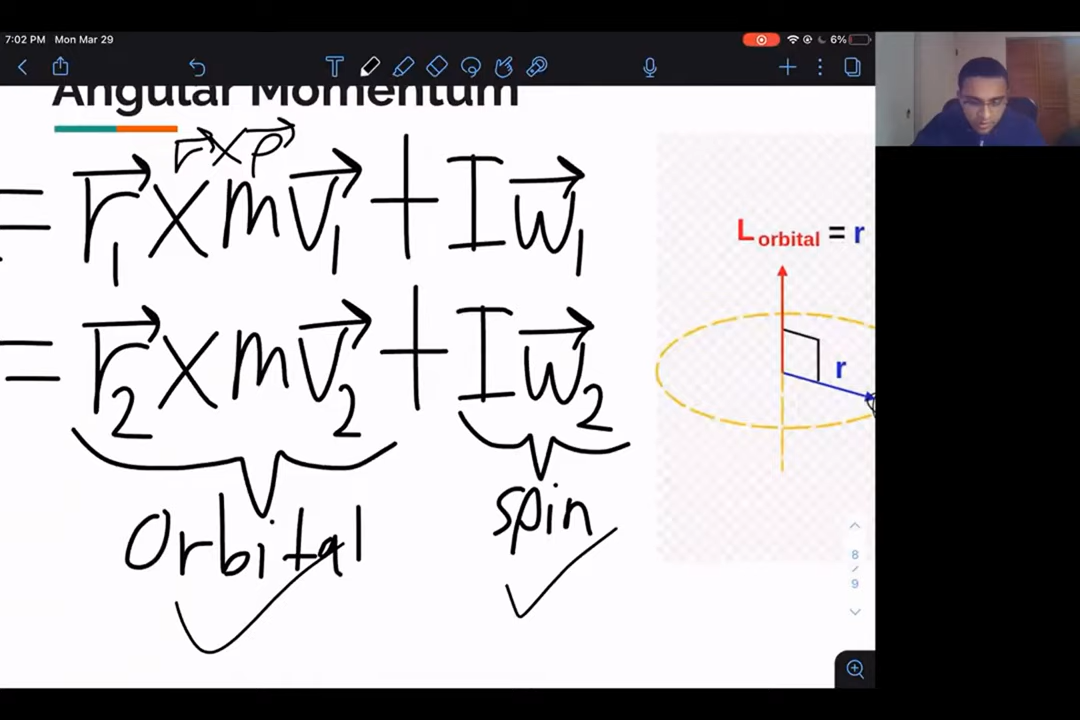 7:02 PM Mon Mar 29
6%
Angular Momentum
r × p
= r₁ × mv₁ + Iw₁
= r₂ × mv₂ + Iw₂
Orbital
spin
L orbital = r
r
8
/
9